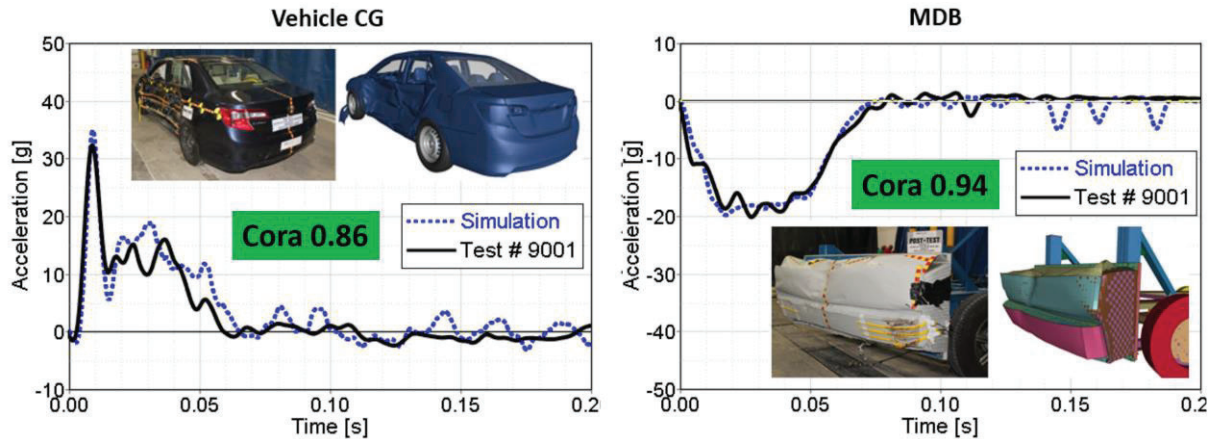 Vehicle CG
50
40
30
20
10
0
-10
Acceleration [g]
0.00
0.05
0.10
0.15
0.2
Time [s]
Cora 0.86
Simulation
Test # 9001
MDB
10
0
-10
-20
-30
-40
-50
Acceleration [g]
0.00
0.05
0.10
0.15
0.2
Time [s]
Cora 0.94
Simulation
Test # 9001
POST-TEST